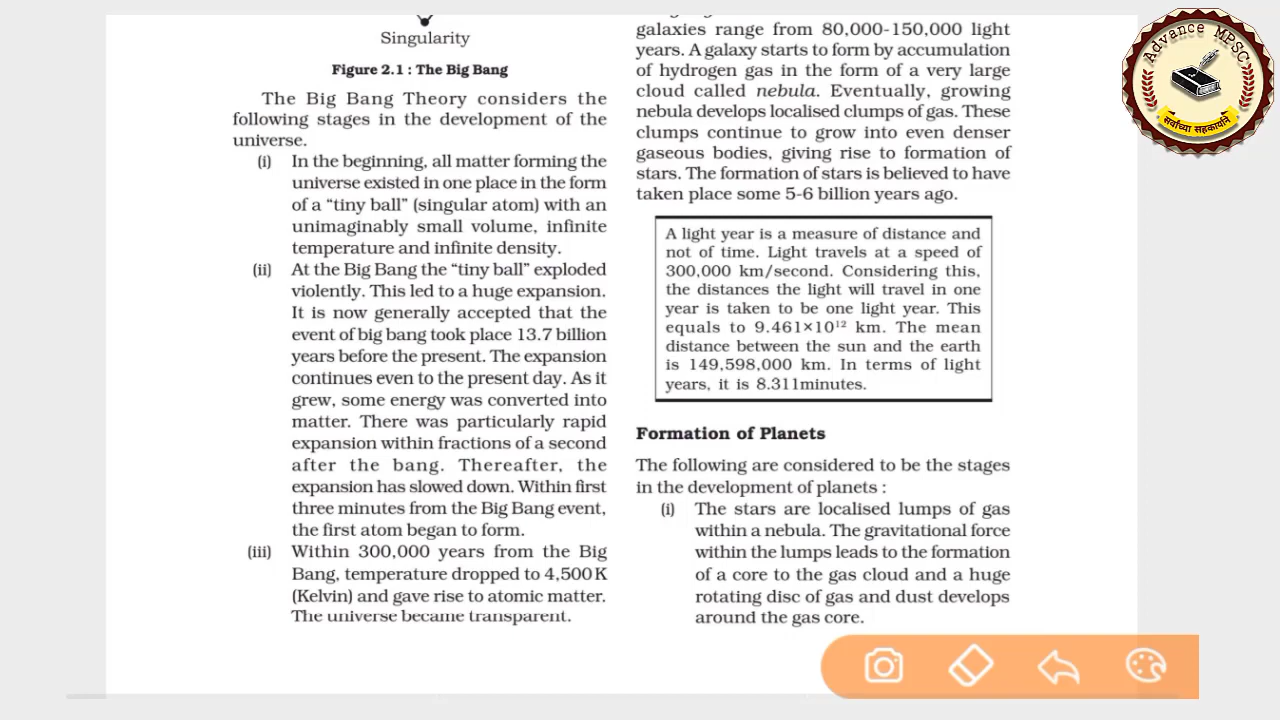 Singularity
Figure 2.1 : The Big Bang
The Big Bang Theory considers the
following stages in the development of the
universe.
(i) In the beginning, all matter forming the
universe existed in one place in the form
of a “tiny ball” (singular atom) with an
unimaginably small volume, infinite
temperature and infinite density.
(ii) At the Big Bang the “tiny ball” exploded
violently. This led to a huge expansion.
It is now generally accepted that the
event of big bang took place 13.7 billion
years before the present. The expansion
continues even to the present day. As it
grew, some energy was converted into
matter. There was particularly rapid
expansion within fractions of a second
after the bang. Thereafter, the
expansion has slowed down. Within first
three minutes from the Big Bang event,
the first atom began to form.
(iii) Within 300,000 years from the Big
Bang, temperature dropped to 4,500 K
(Kelvin) and gave rise to atomic matter.
The universe became transparent.
galaxies range from 80,000-150,000 light
years. A galaxy starts to form by accumulation
of hydrogen gas in the form of a very large
cloud called nebula. Eventually, growing
nebula develops localised clumps of gas. These
clumps continue to grow into even denser
gaseous bodies, giving rise to formation of
stars. The formation of stars is believed to have
taken place some 5-6 billion years ago.
A light year is a measure of distance and
not of time. Light travels at a speed of
300,000 km/second. Considering this,
the distances the light will travel in one
year is taken to be one light year. This
equals to 9.461×10¹² km. The mean
distance between the sun and the earth
is 149,598,000 km. In terms of light
years, it is 8.311minutes.
Formation of Planets
The following are considered to be the stages
in the development of planets :
(i) The stars are localised lumps of gas
within a nebula. The gravitational force
within the lumps leads to the formation
of a core to the gas cloud and a huge
rotating disc of gas and dust develops
around the gas core.
Advance MPSC
सर्वांच्या सहकार्याने